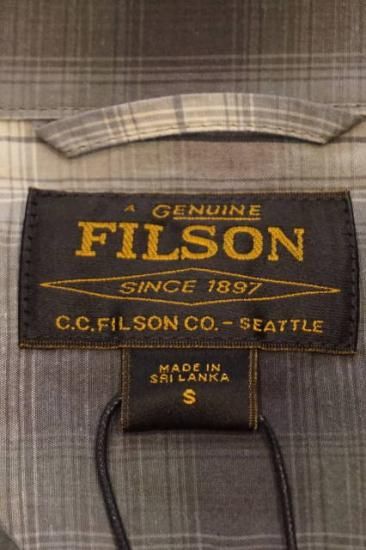 A GENUINE
FILSON
SINCE 1897
C.C.FILSON CO.-SEATTLE
MADE IN
SRI LANKA
S